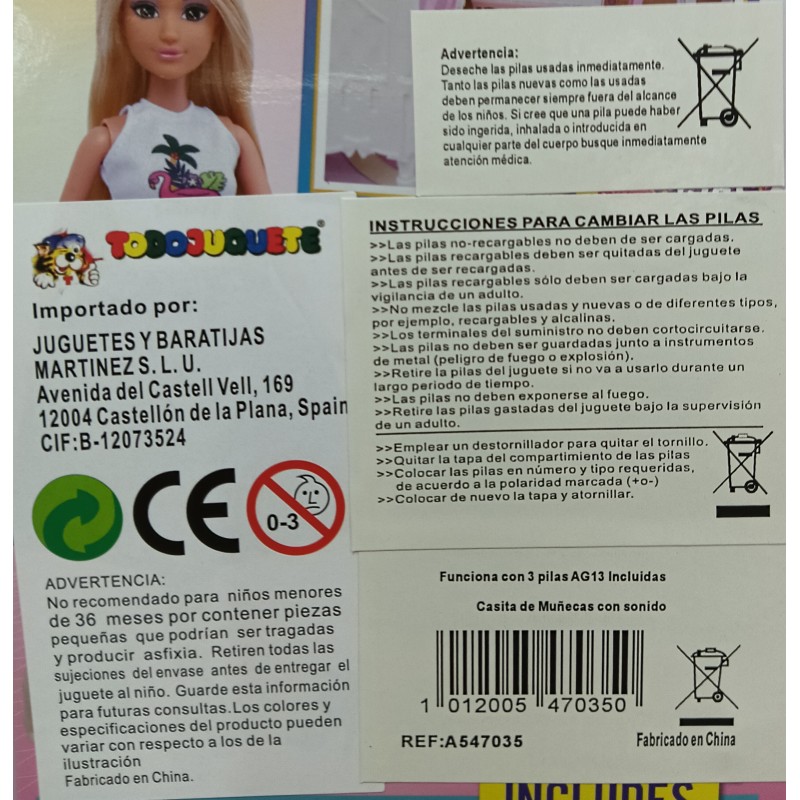 Advertencia:
Deseche las pilas usadas inmediatamente.
Tanto las pilas nuevas como las usadas
deben permanecer siempre fuera del alcance
de los niños. Si cree que una pila puede haber
sido ingerida, inhalada o introducida en
cualquier parte del cuerpo busque inmediatamente
atención médica.
TODOJUGUETE®
Importado por:
JUGUETES Y BARATIJAS
MARTINEZ S. L. U.
Avenida del Castell Vell, 169
12004 Castellón de la Plana, Spain
CIF:B-12073524
CE
0-3
ADVERTENCIA:
No recomendado para niños menores
de 36 meses por contener piezas
pequeñas que podrían ser tragadas
y producir asfixia. Retiren todas las
sujeciones del envase antes de entregar el
juguete al niño. Guarde esta información
para futuras consultas.Los colores y
especificaciones del producto pueden
variar con respecto a los de la
ilustración
Fabricado en China.
INSTRUCCIONES PARA CAMBIAR LAS PILAS
>>Las pilas no-recargables no deben de ser cargadas.
>>Las pilas recargables deben ser quitadas del juguete
antes de ser recargadas.
>>Las pilas recargables sólo deben ser cargadas bajo la
vigilancia de un adulto.
>>No mezcle las pilas usadas y nuevas o de diferentes tipos,
por ejemplo, recargables y alcalinas.
>>Los terminales del suministro no deben cortocircuitarse.
>>Las pilas no deben ser guardadas junto a instrumentos
de metal (peligro de fuego o explosión).
>>Retire la pilas del juguete si no va a usarlo durante un
largo periodo de tiempo.
>>Las pilas no deben exponerse al fuego.
>>Retire las pilas gastadas del juguete bajo la supervisión
de un adulto.
>>Emplear un destornillador para quitar el tornillo.
>>Quitar la tapa del compartimiento de las pilas
>>Colocar las pilas en número y tipo requeridas,
de acuerdo a la polaridad marcada (+o-)
>>Colocar de nuevo la tapa y atornillar.
Funciona con 3 pilas AG13 Incluidas
Casita de Muñecas con sonido
1 012005 470350
REF:A547035
Fabricado en China
INCLUDES